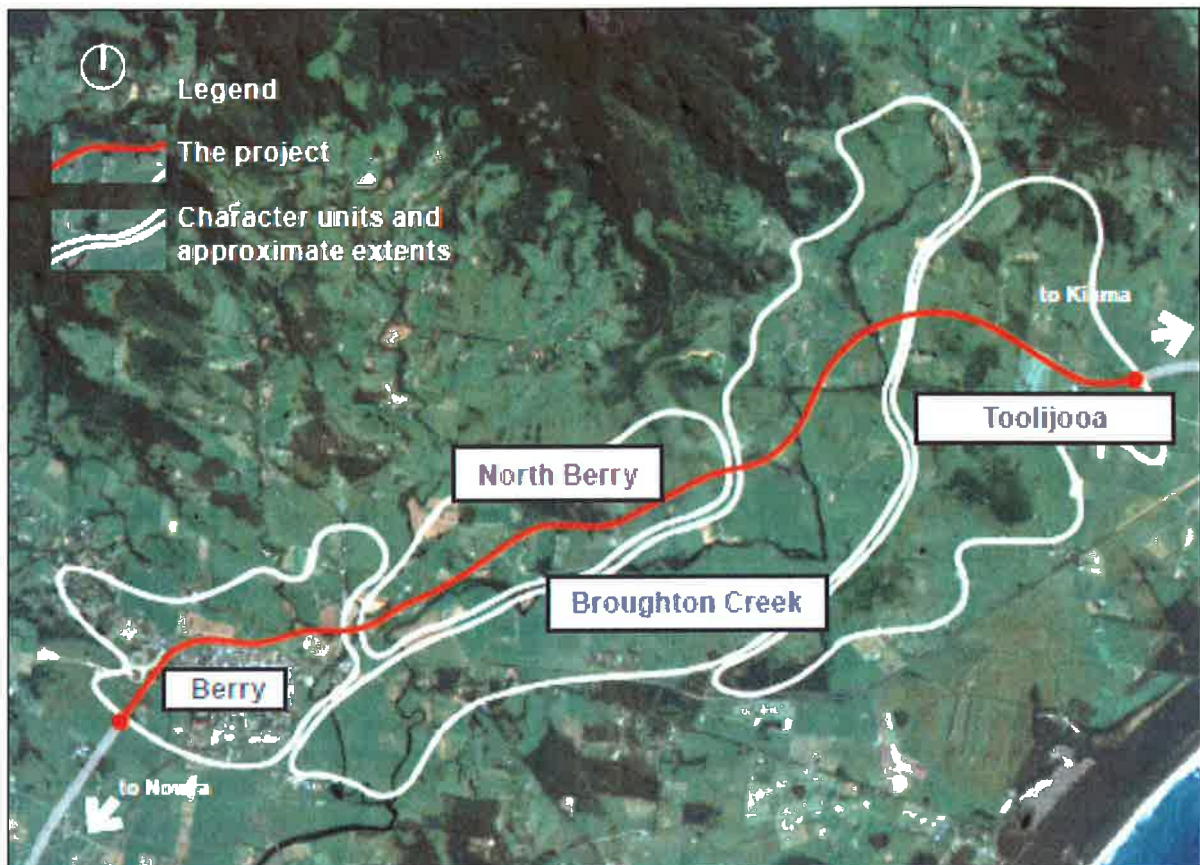 Legend
The project
Character units and
approximate extents
to Kiama
Toolijooa
North Berry
Broughton Creek
Berry
to Nowra